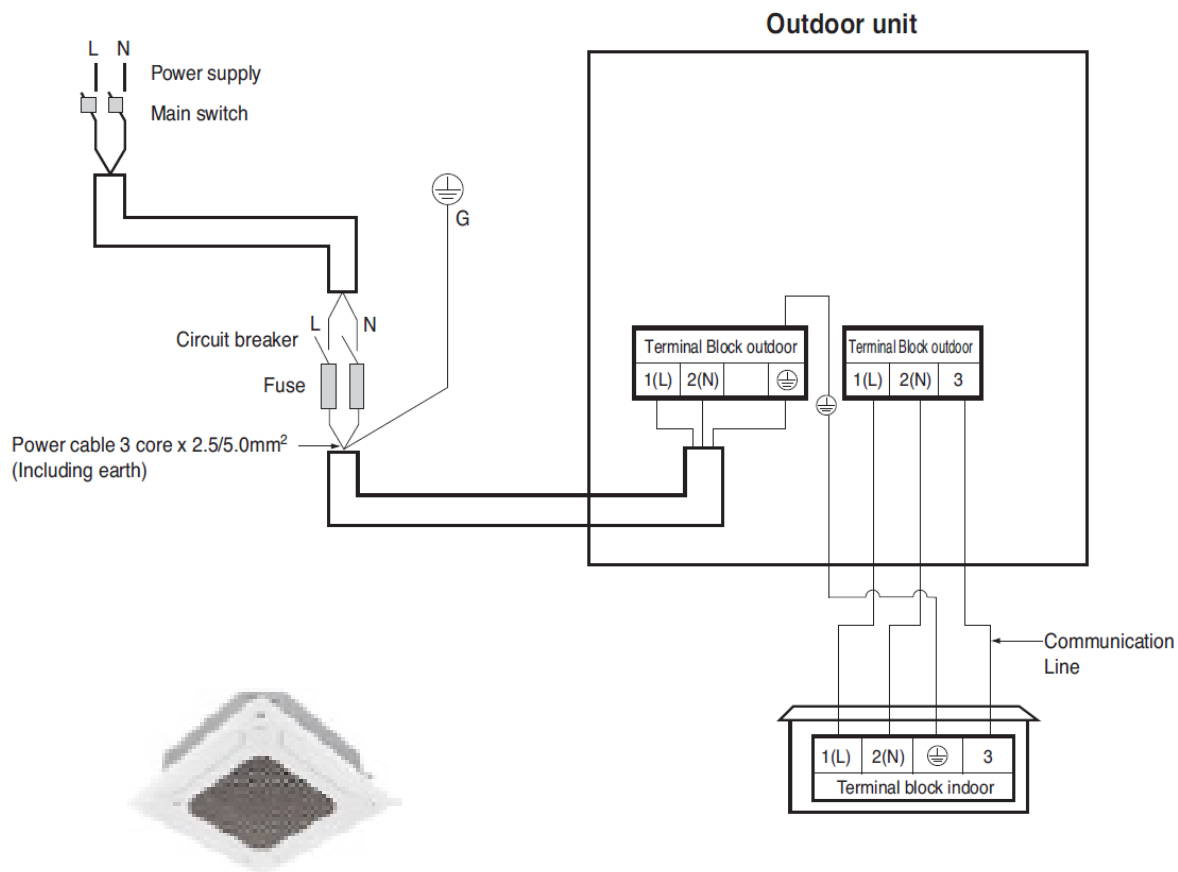 Outdoor unit
L N
Power supply
Main switch
G
L N
Circuit breaker
Fuse
Power cable 3 core x 2.5/5.0mm²
(Including earth)
Terminal Block outdoor
1(L) 2(N)
Terminal Block outdoor
1(L) 2(N) 3
Communication
Line
1(L) 2(N) 3
Terminal block indoor